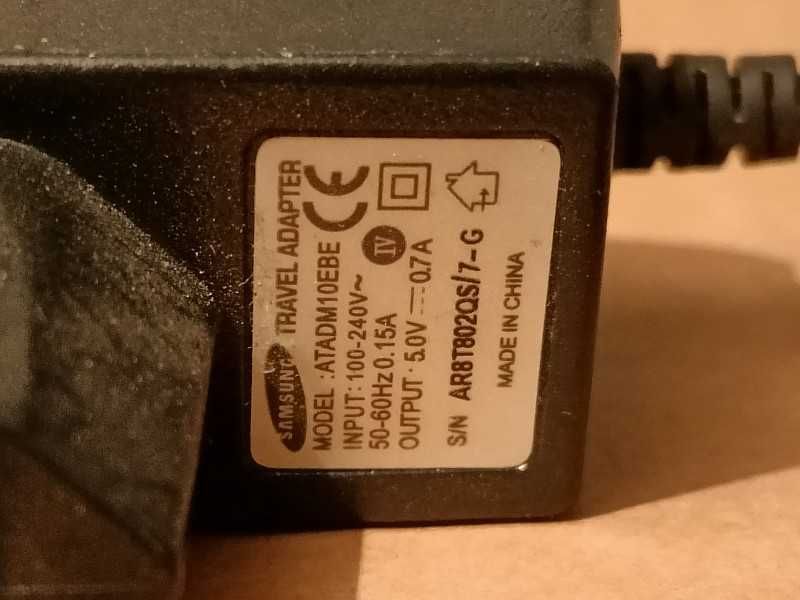 SAMSUNG TRAVEL ADAPTER
MODEL :ATADM10EBE
INPUT: 100-240V~
50-60Hz 0.15A
OUTPUT · 5.0V ⎓ 0.7A
CE
IV
S/N AR8T802QS/7-G
MADE IN CHINA